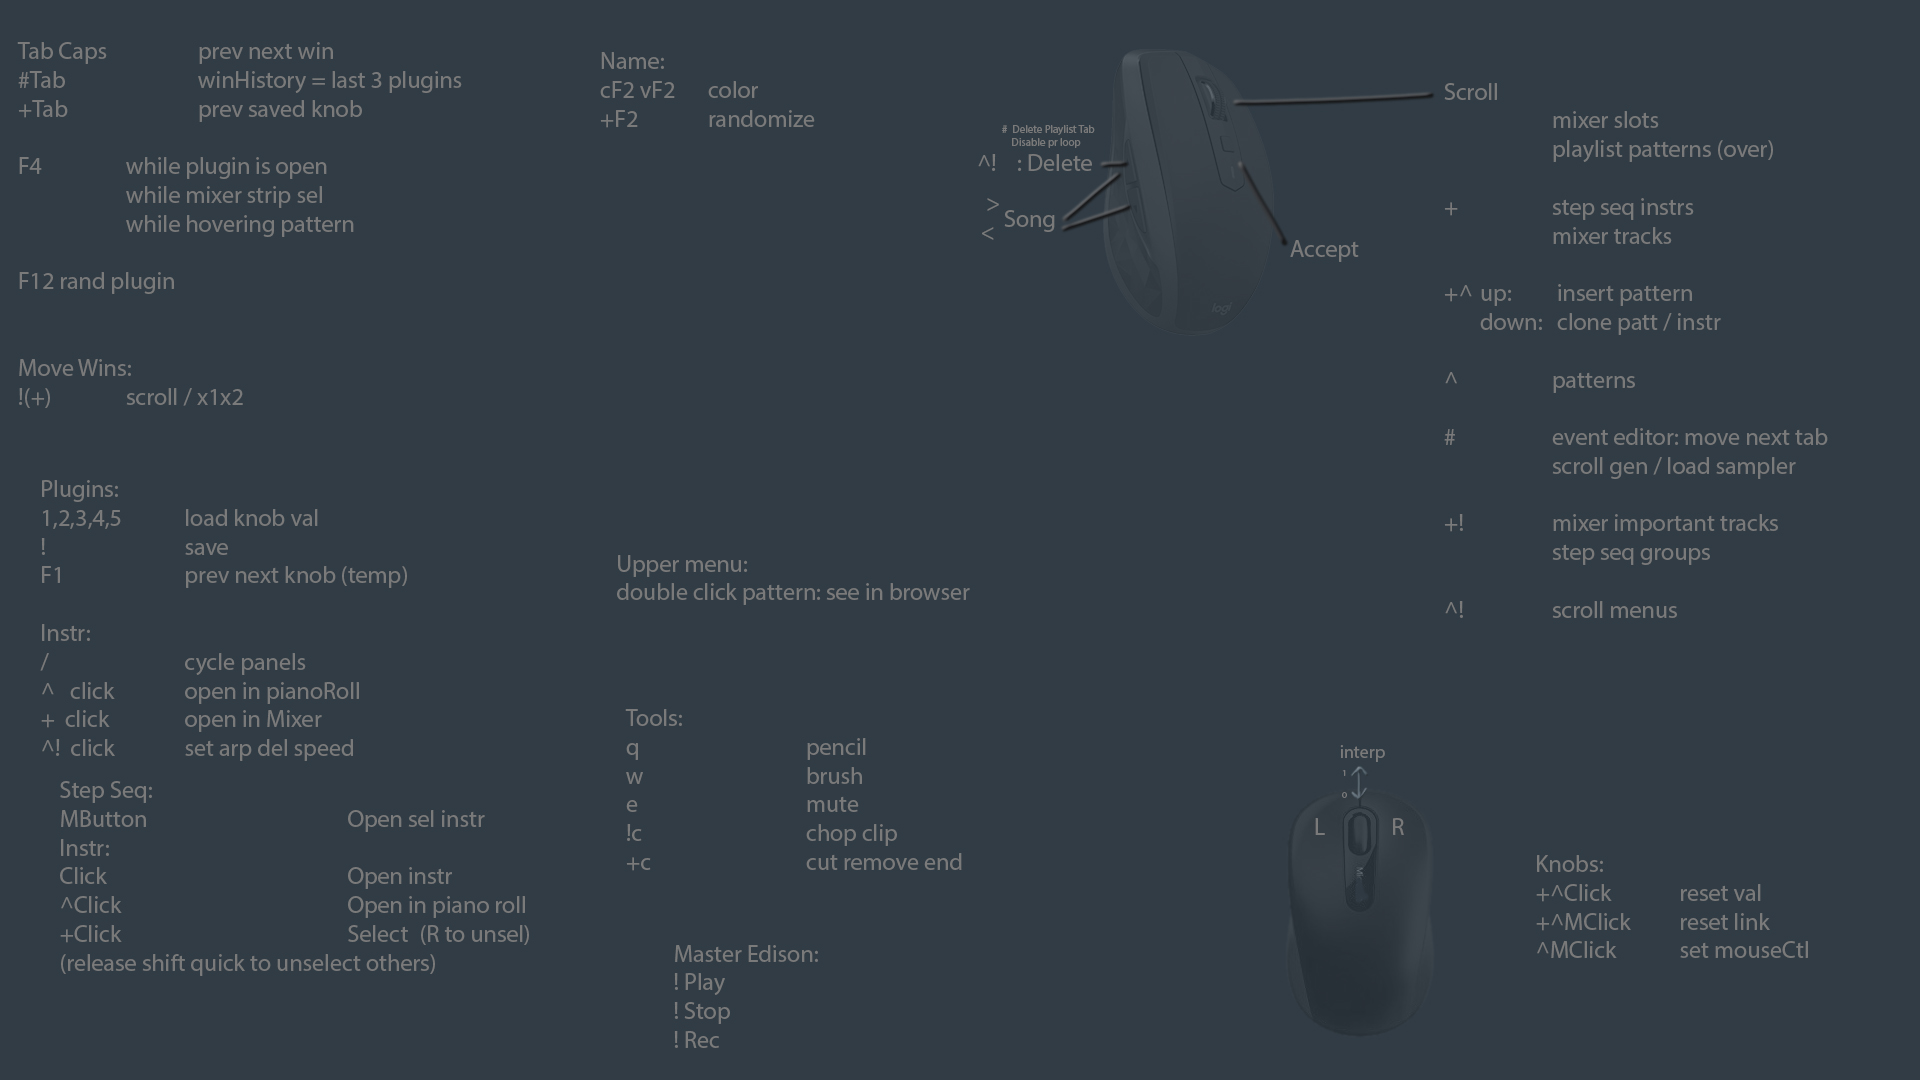 Tab Caps prev next win
#Tab winHistory = last 3 plugins
+Tab prev saved knob
F4 while plugin is open
while mixer strip sel
while hovering pattern
F12 rand plugin
Move Wins:
!(+) scroll / x1x2
Plugins:
1,2,3,4,5 load knob val
! save
F1 prev next knob (temp)
Instr:
/ cycle panels
^ click open in pianoRoll
+ click open in Mixer
^! click set arp del speed
Step Seq:
MButton Open sel instr
Instr:
Click Open instr
^Click Open in piano roll
+Click Select (R to unsel)
(release shift quick to unselect others)
Name:
cF2 vF2 color
+F2 randomize
Upper menu:
double click pattern: see in browser
Tools:
q pencil
w brush
e mute
!c chop clip
+c cut remove end
Master Edison:
! Play
! Stop
! Rec
# Delete Playlist Tab
Disable pr loop
^! : Delete
>
Song
<
Accept
logi
Scroll
mixer slots
playlist patterns (over)
+ step seq instrs
mixer tracks
+^ up: insert pattern
down: clone patt / instr
^ patterns
# event editor: move next tab
scroll gen / load sampler
+! mixer important tracks
step seq groups
^! scroll menus
interp
1
0
L R
Knobs:
+^Click reset val
+^MClick reset link
^MClick set mouseCtl